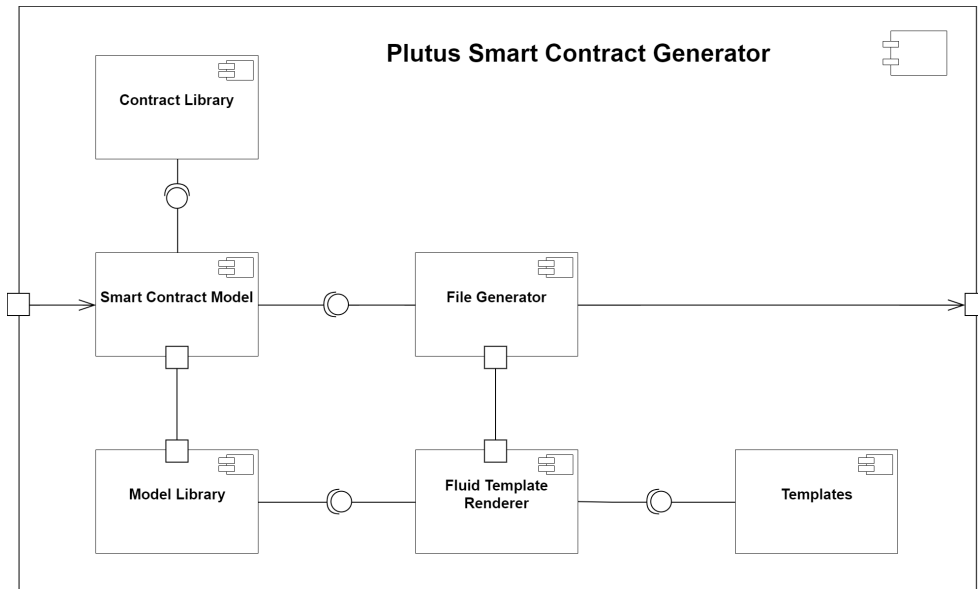 Plutus Smart Contract Generator
Contract Library
Smart Contract Model
File Generator
Model Library
Fluid Template
Renderer
Templates